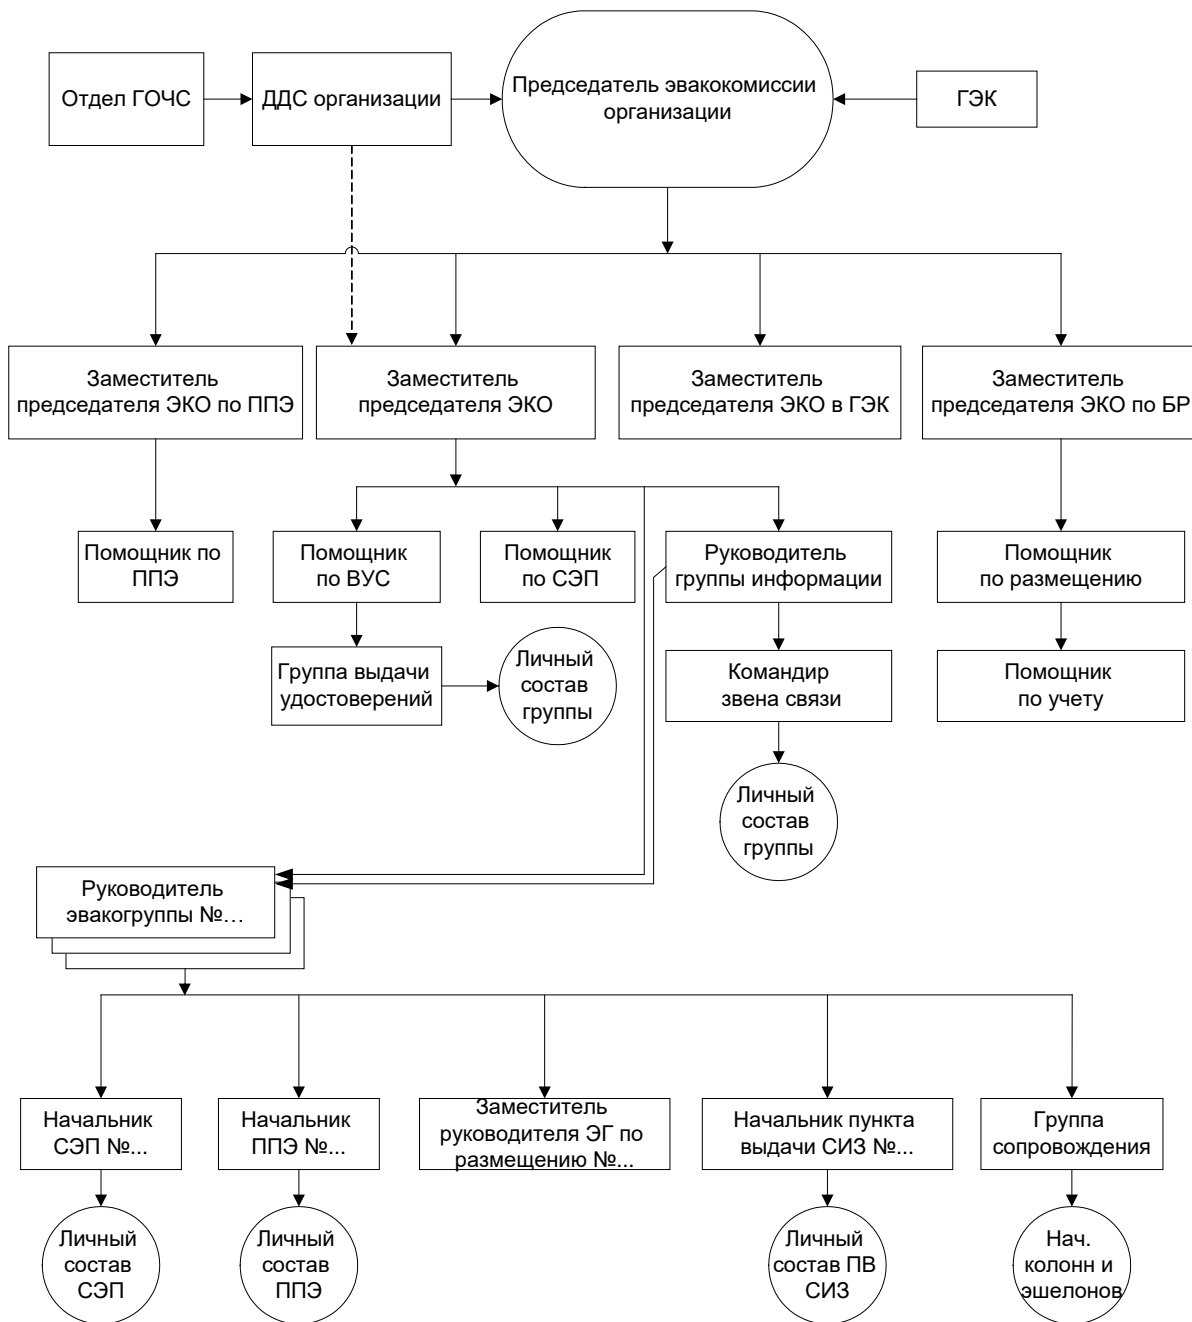 Отдел ГОЧС
ДДС организации
Председатель эвакокомиссии
организации
ГЭК
Заместитель
председателя ЭКО по ППЭ
Заместитель
председателя ЭКО
Заместитель
председателя ЭКО в ГЭК
Заместитель
председателя ЭКО по БР
Помощник по
ППЭ
Помощник
по ВУС
Помощник
по СЭП
Руководитель
группы информации
Помощник
по размещению
Группа выдачи
удостоверений
Личный
состав
группы
Командир
звена связи
Помощник
по учету
Личный
состав
группы
Руководитель
эвакогруппы №...
Начальник
СЭП №...
Начальник
ППЭ №...
Заместитель
руководителя ЭГ по
размещению №...
Начальник пункта
выдачи СИЗ №...
Группа
сопровождения
Личный
состав
СЭП
Личный
состав
ППЭ
Личный
состав ПВ
СИЗ
Нач.
колонн и
эшелонов